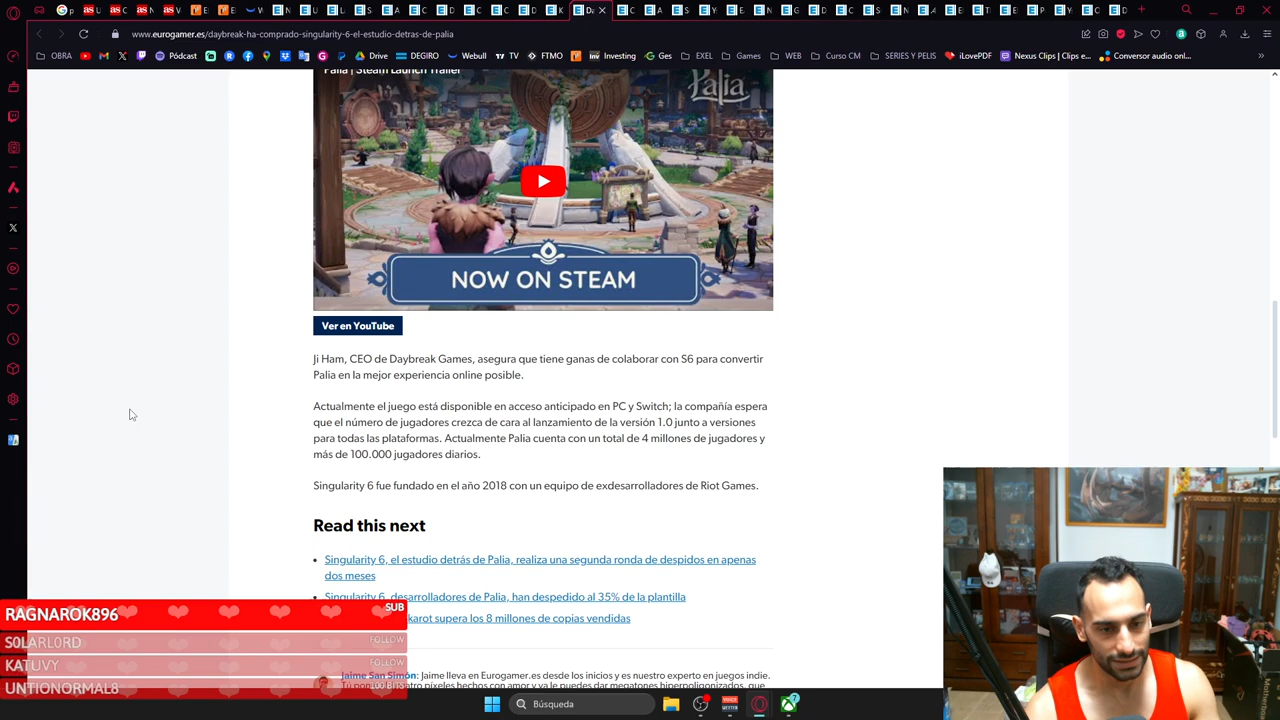 www.eurogamer.es/daybreak-ha-comprado-singularity-6-el-estudio-detras-de-palia
OBRA
Pódcast
Drive
DEGIRO
Webull
TV
FTMO
Investing
Ges
EXEL
Games
WEB
Curso CM
SERIES Y PELIS
iLovePDF
Nexus Clips | Clips e...
Conversor audio onl...
Palia | Steam Launch Trailer
Palia
NOW ON STEAM
Ver en YouTube
Ji Ham, CEO de Daybreak Games, asegura que tiene ganas de colaborar con S6 para convertir
Palia en la mejor experiencia online posible.
Actualmente el juego está disponible en acceso anticipado en PC y Switch; la compañía espera
que el número de jugadores crezca de cara al lanzamiento de la versión 1.0 junto a versiones
para todas las plataformas. Actualmente Palia cuenta con un total de 4 millones de jugadores y
más de 100.000 jugadores diarios.
Singularity 6 fue fundado en el año 2018 con un equipo de exdesarrolladores de Riot Games.
Read this next
Singularity 6, el estudio detrás de Palia, realiza una segunda ronda de despidos en apenas
dos meses
Singularity 6, desarrolladores de Palia, han despedido al 35% de la plantilla
karot supera los 8 millones de copias vendidas
RAGNAROK896 SUB
S0LARL0RD FOLLOW
KATUVY FOLLOW
UNTIONORMAL8 100 BITS
Jaime San Simón: Jaime lleva en Eurogamer.es desde los inicios y es nuestro experto en juegos indie.
Búsqueda